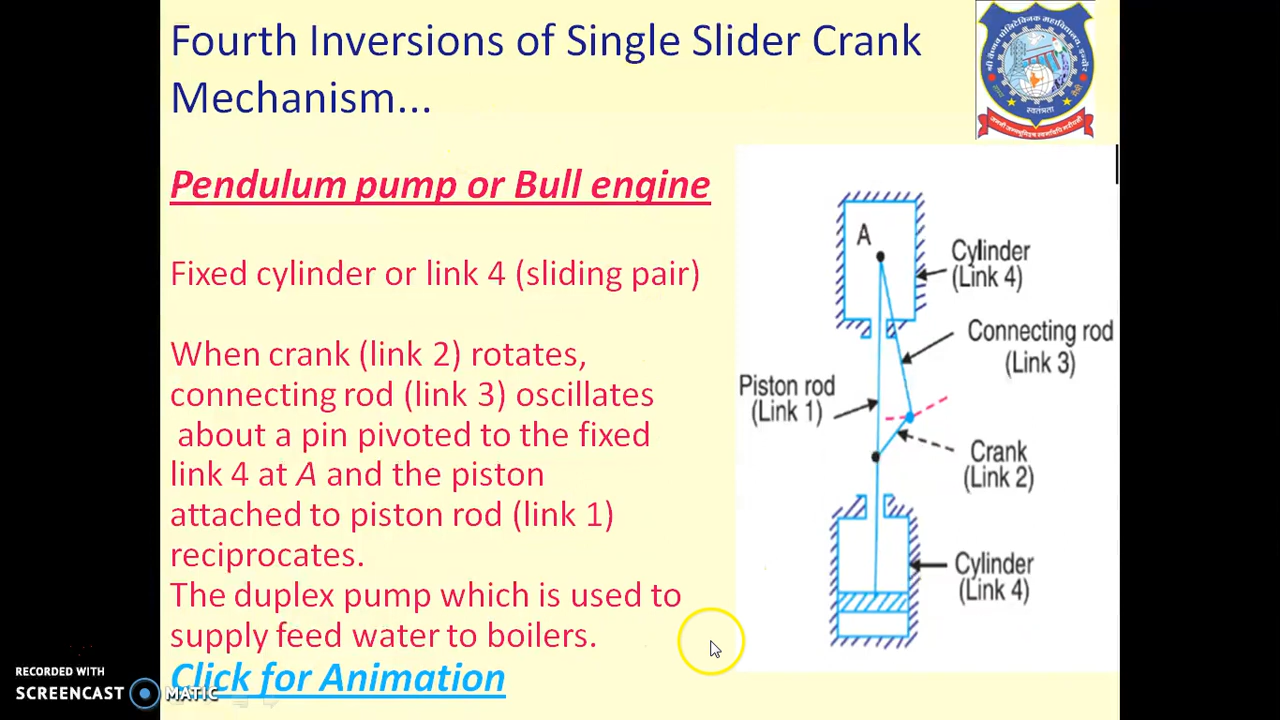 Fourth Inversions of Single Slider Crank
Mechanism...
Pendulum pump or Bull engine
Fixed cylinder or link 4 (sliding pair)
When crank (link 2) rotates,
connecting rod (link 3) oscillates
about a pin pivoted to the fixed
link 4 at A and the piston
attached to piston rod (link 1)
reciprocates.
The duplex pump which is used to
supply feed water to boilers.
Click for Animation
A
Cylinder
(Link 4)
Connecting rod
(Link 3)
Piston rod
(Link 1)
Crank
(Link 2)
Cylinder
(Link 4)
RECORDED WITH
SCREENCAST MATIC